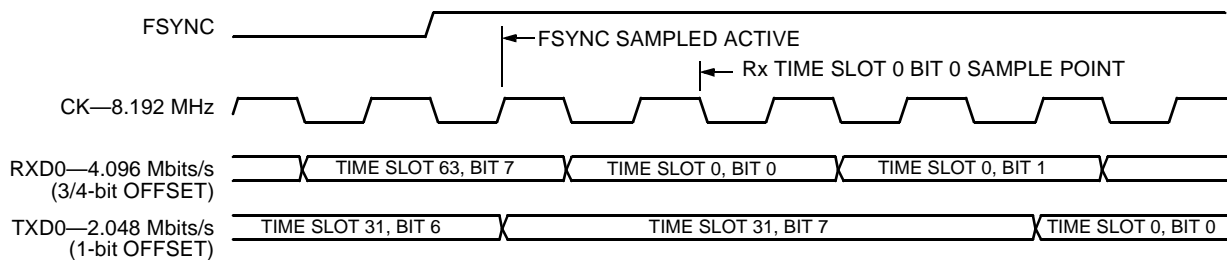 FSYNC
FSYNC SAMPLED ACTIVE
Rx TIME SLOT 0 BIT 0 SAMPLE POINT
CK—8.192 MHz
RXD0—4.096 Mbits/s
(3/4-bit OFFSET)
TIME SLOT 63, BIT 7
TIME SLOT 0, BIT 0
TIME SLOT 0, BIT 1
TXD0—2.048 Mbits/s
(1-bit OFFSET)
TIME SLOT 31, BIT 6
TIME SLOT 31, BIT 7
TIME SLOT 0, BIT 0